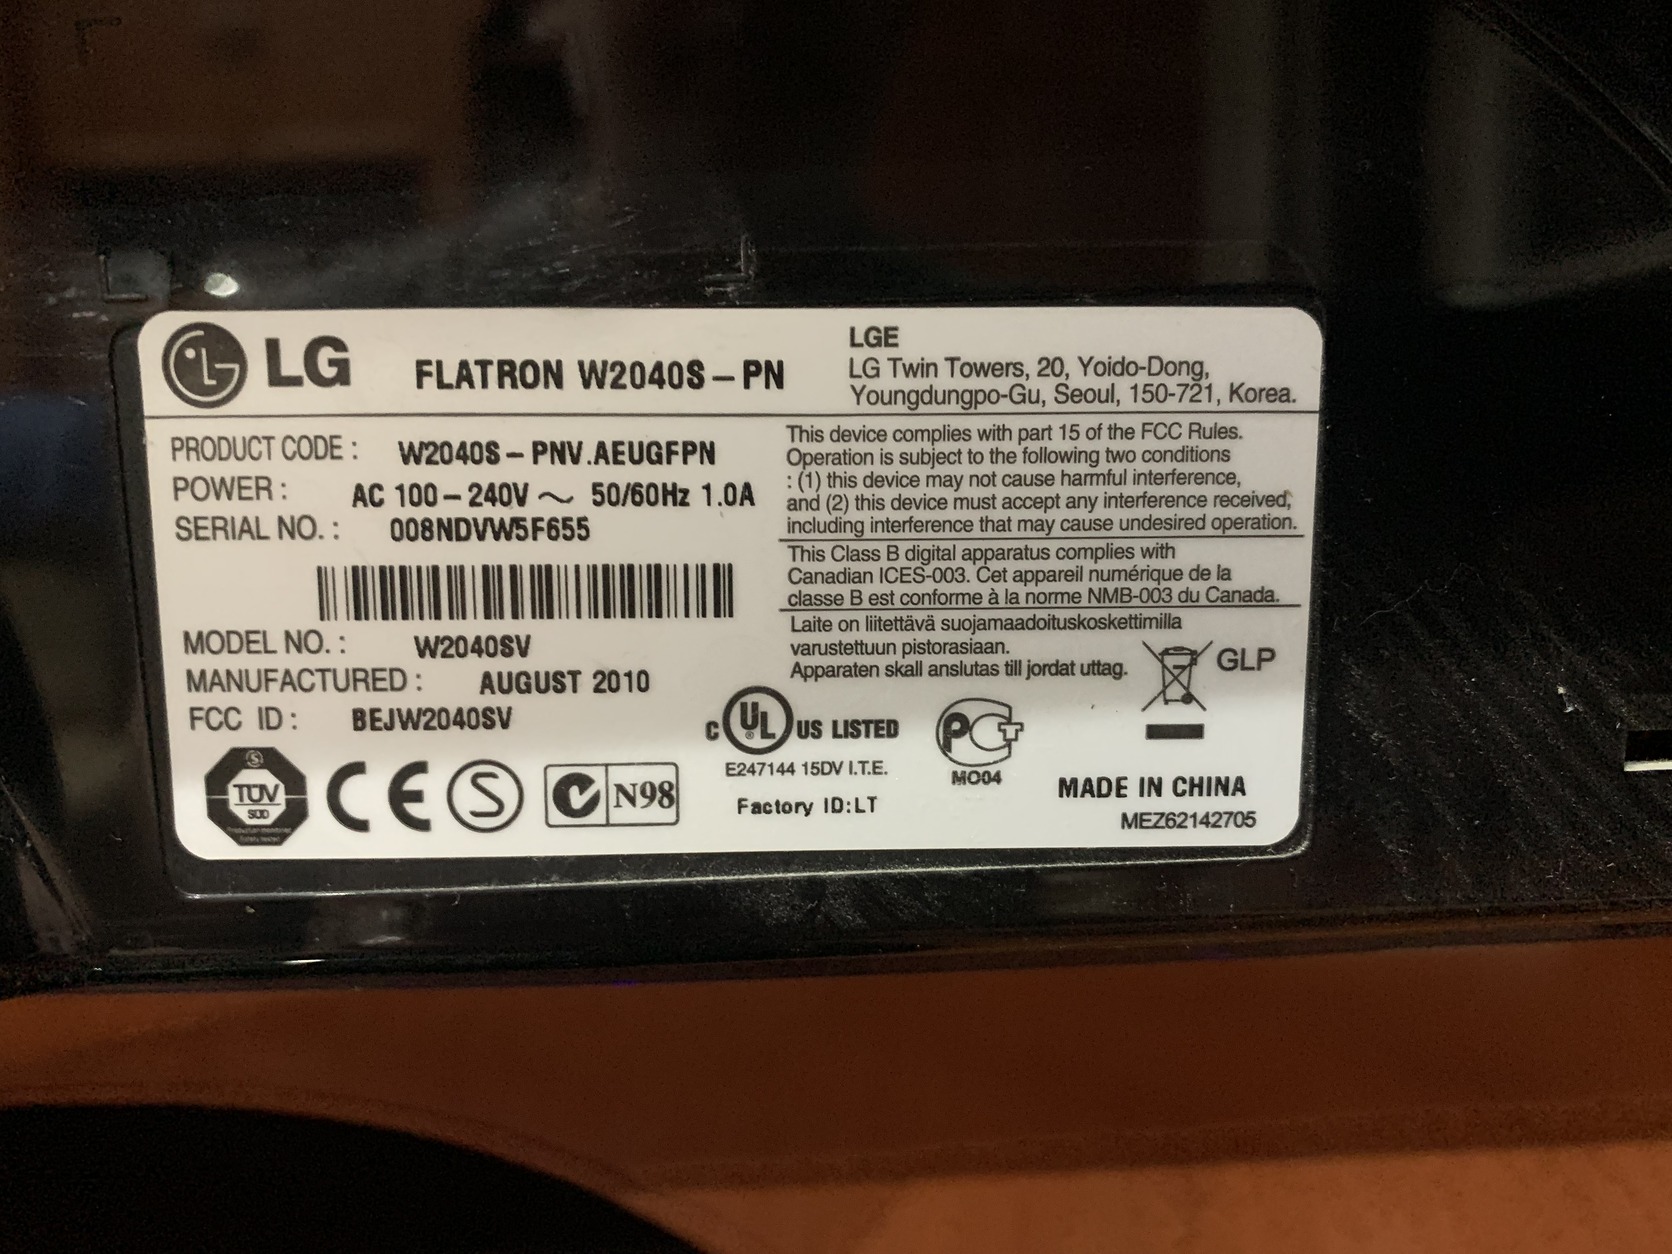 LG
FLATRON W2040S-PN
LGE
LG Twin Towers, 20, Yoido-Dong,
Youngdungpo-Gu, Seoul, 150-721, Korea.
PRODUCT CODE : W2040S-PNV.AEUGFPN
POWER : AC 100-240V ~ 50/60Hz 1.0A
SERIAL NO. : 008NDVW5F655
MODEL NO. : W2040SV
MANUFACTURED : AUGUST 2010
FCC ID : BEJW2040SV
This device complies with part 15 of the FCC Rules.
Operation is subject to the following two conditions
: (1) this device may not cause harmful interference,
and (2) this device must accept any interference received,
including interference that may cause undesired operation.
This Class B digital apparatus complies with
Canadian ICES-003. Cet appareil numérique de la
classe B est conforme à la norme NMB-003 du Canada.
Laite on liitettävä suojamaadoituskoskettimilla
varustettuun pistorasiaan.
Apparaten skall anslutas till jordat uttag.
GLP
TÜV
SÜD
CE
S
N98
C UL ® US LISTED
E247144 15DV I.T.E.
Factory ID:LT
PCT
MO04
MADE IN CHINA
MEZ62142705